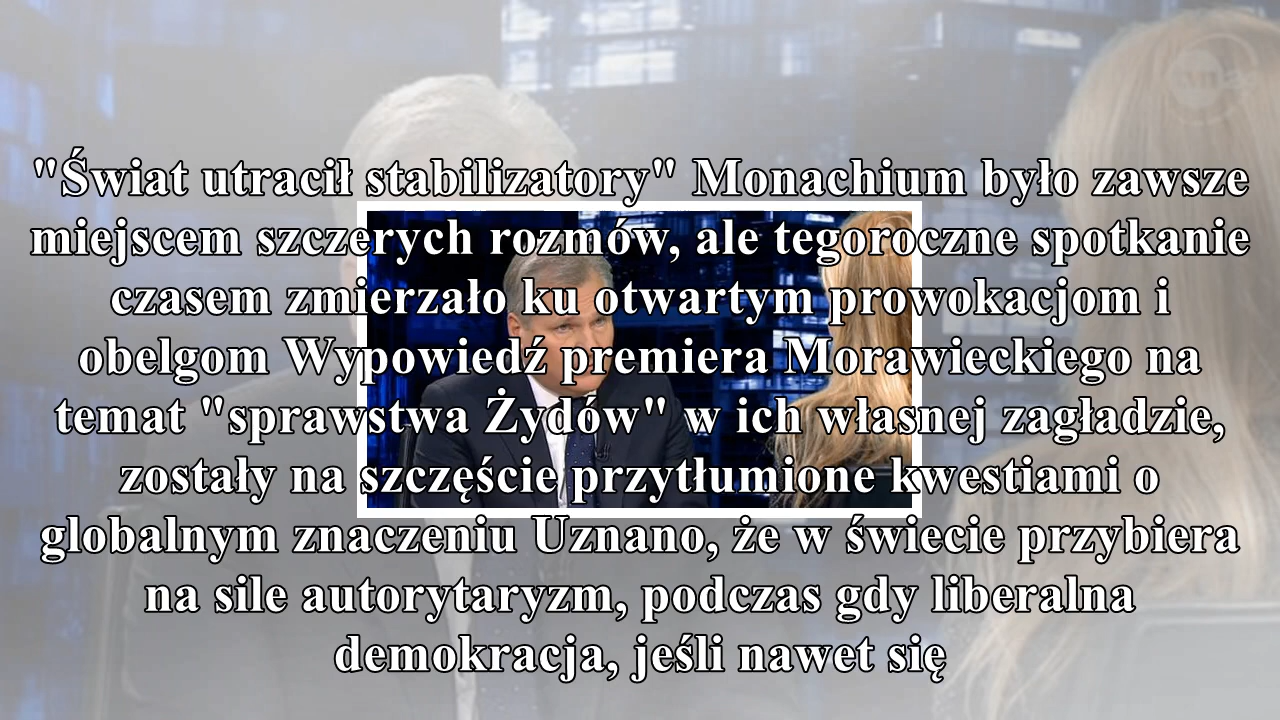 "Świat utracił stabilizatory" Monachium było zawsze
miejscem szczerych rozmów, ale tegoroczne spotkanie
czasem zmierzało ku otwartym prowokacjom i
obelgom Wypowiedź premiera Morawieckiego na
temat "sprawstwa Żydów" w ich własnej zagładzie,
zostały na szczęście przytłumione kwestiami o
globalnym znaczeniu Uznano, że w świecie przybiera
na sile autorytaryzm, podczas gdy liberalna
demokracja, jeśli nawet się